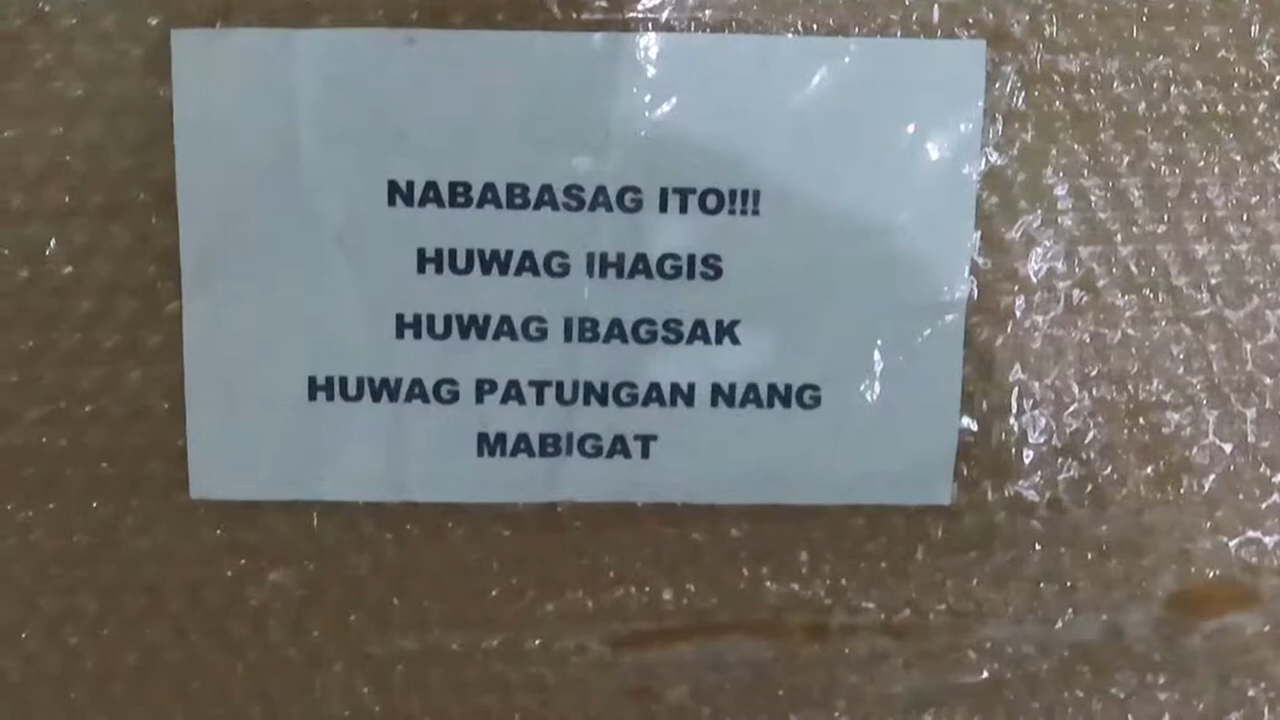 NABABASAG ITO!!!
HUWAG IHAGIS
HUWAG IBAGSAK
HUWAG PATUNGAN NANG
MABIGAT